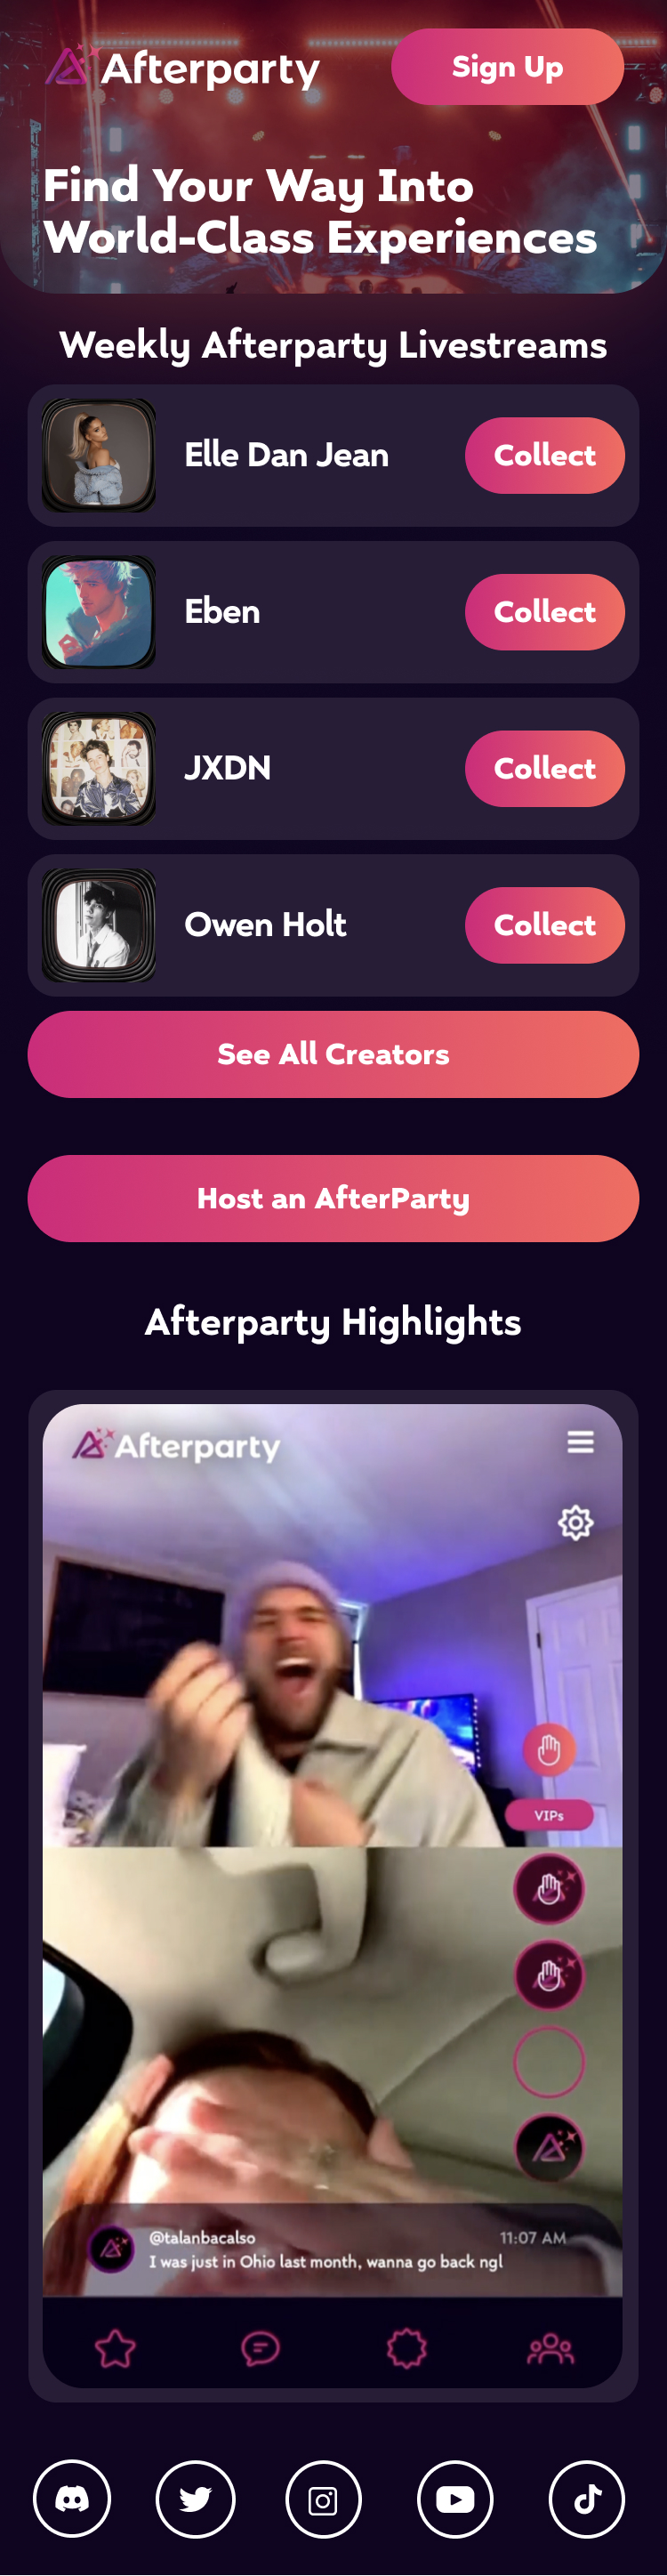 Afterparty
Sign Up
Find Your Way Into
World-Class Experiences
Weekly Afterparty Livestreams
Elle Dan Jean
Collect
Eben
Collect
JXDN
Collect
Owen Holt
Collect
See All Creators
Host an AfterParty
Afterparty Highlights
Afterparty
VIPs
@talanbacalso
11:07 AM
I was just in Ohio last month, wanna go back ngl